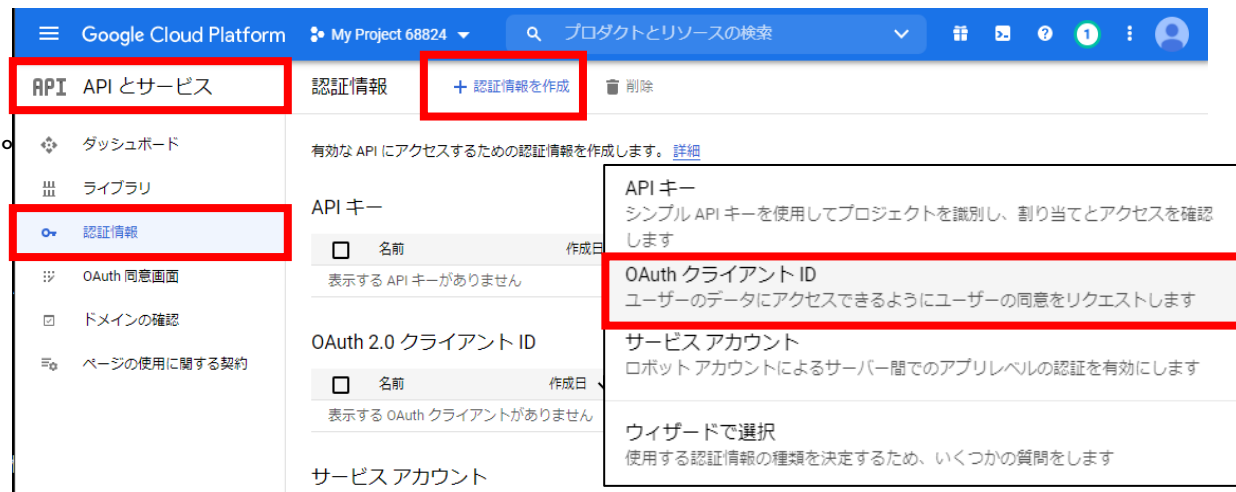 Google Cloud Platform
My Project 68824
プロダクトとリソースの検索
1
API API とサービス
認証情報
+ 認証情報を作成
削除
ダッシュボード
ライブラリ
認証情報
OAuth 同意画面
ドメインの確認
ページの使用に関する契約
有効な API にアクセスするための認証情報を作成します。 詳細
API キー
名前 作成日
表示する API キーがありません
OAuth 2.0 クライアント ID
名前 作成日
表示する OAuth クライアントがありません
サービス アカウント
API キー
シンプル API キーを使用してプロジェクトを識別し、割り当てとアクセスを確認
します
OAuth クライアント ID
ユーザーのデータにアクセスできるようにユーザーの同意をリクエストします
サービス アカウント
ロボット アカウントによるサーバー間でのアプリレベルの認証を有効にします
ウィザードで選択
使用する認証情報の種類を決定するため、いくつかの質問をします